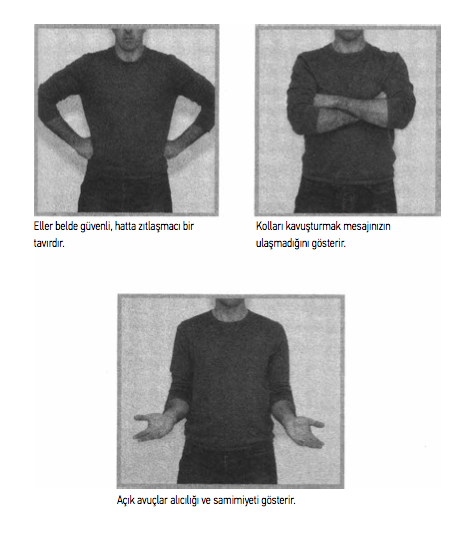 Eller belde güvenli, hatta zıtlaşmacı bir
tavırdır.
Kolları kavuşturmak mesajınızın
ulaşmadığını gösterir.
Açık avuçlar alıcılığı ve samimiyeti gösterir.